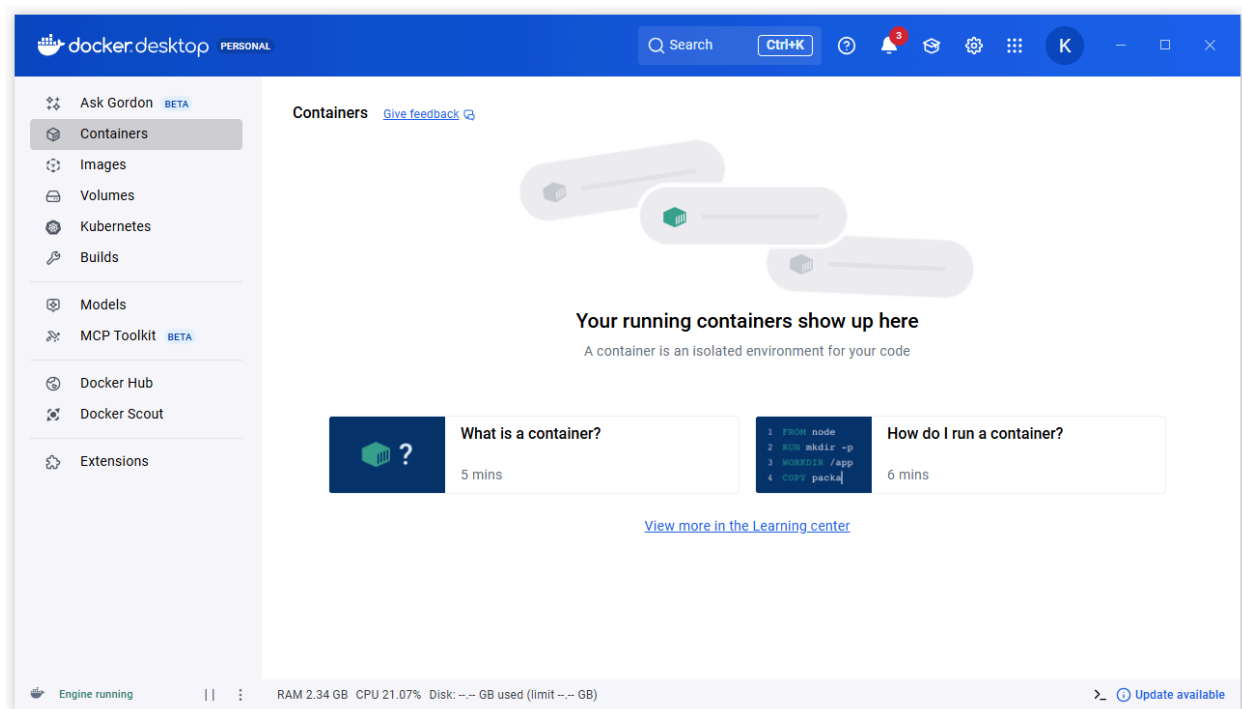 docker.desktop PERSONAL
Search Ctrl+K
3
K
Ask Gordon BETA
Containers
Images
Volumes
Kubernetes
Builds
Models
MCP Toolkit BETA
Docker Hub
Docker Scout
Extensions
Containers Give feedback
Your running containers show up here
A container is an isolated environment for your code
?
What is a container?
5 mins
1 FROM node
2 RUN mkdir -p
3 WORKDIR /app
4 COPY packa
How do I run a container?
6 mins
View more in the Learning center
Engine running
RAM 2.34 GB CPU 21.07% Disk: --.-- GB used (limit --.-- GB)
>_ Update available